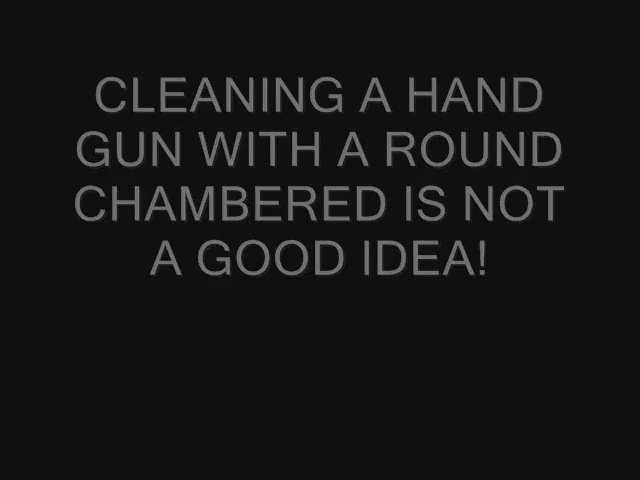 CLEANING A HAND
GUN WITH A ROUND
CHAMBERED IS NOT
A GOOD IDEA!